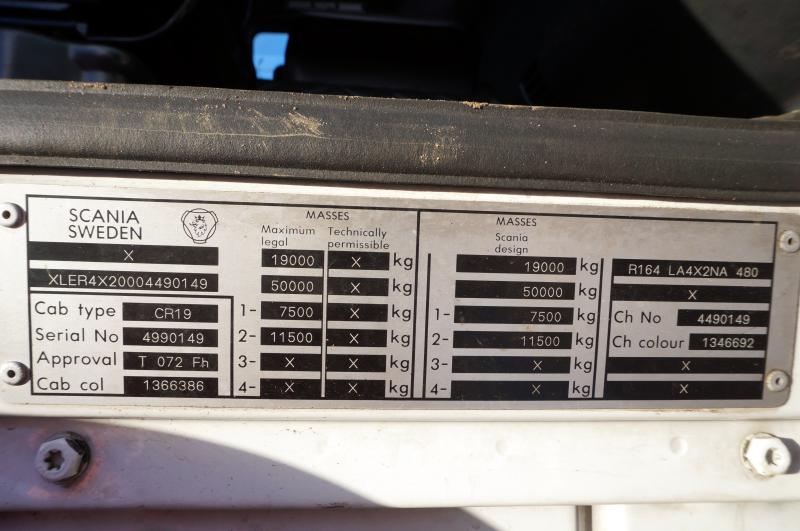 SCANIA
SWEDEN
X
XLER4X20004490149
Cab type CR19
Serial No 4990149
Approval T 072 Fh
Cab col 1366386
MASSES
Maximum legal Technically permissible
19000 X kg
50000 X kg
1- 7500 X kg
2- 11500 X kg
3- X X kg
4- X X kg
MASSES
Scania design
19000 kg
50000 kg
1- 7500 kg
2- 11500 kg
3- X kg
4- X kg
R164 LA4X2NA 480
X
Ch No 4490149
Ch colour 1346692
X
X